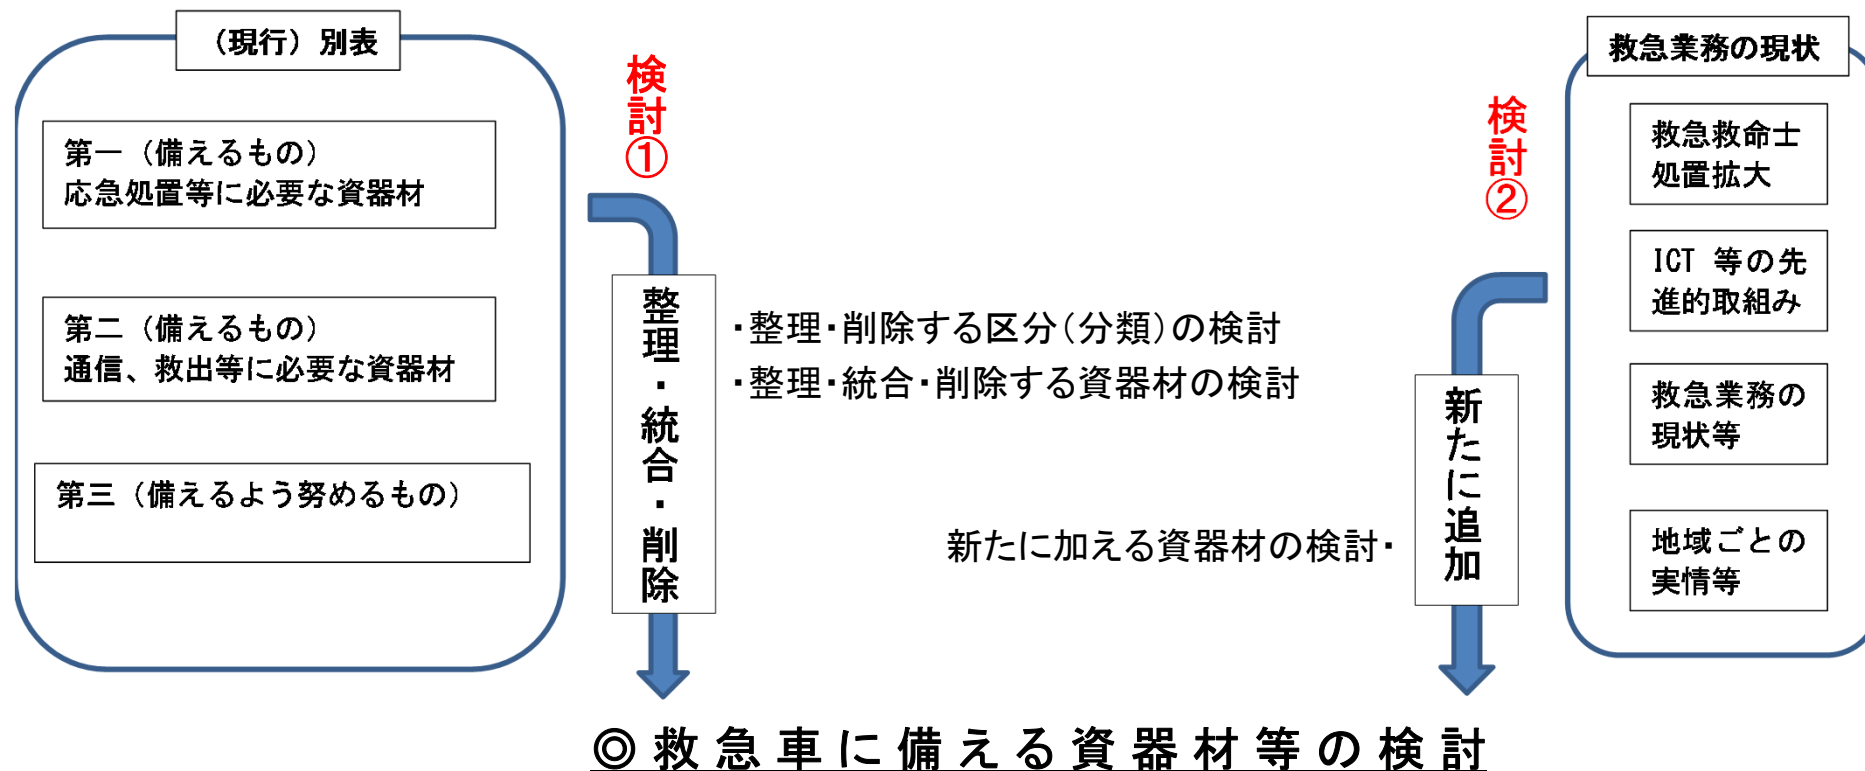 （現行）別表
第一（備えるもの）
応急処置等に必要な資器材
第二（備えるもの）
通信、救出等に必要な資器材
第三（備えるよう努めるもの）
検討①
整理・統合・削除
・整理・削除する区分（分類）の検討
・整理・統合・削除する資器材の検討
新たに加える資器材の検討・
検討②
新たに追加
救急業務の現状
救急救命士
処置拡大
ICT 等の先
進的取組み
救急業務の
現状等
地域ごとの
実情等
◎救急車に備える資器材等の検討